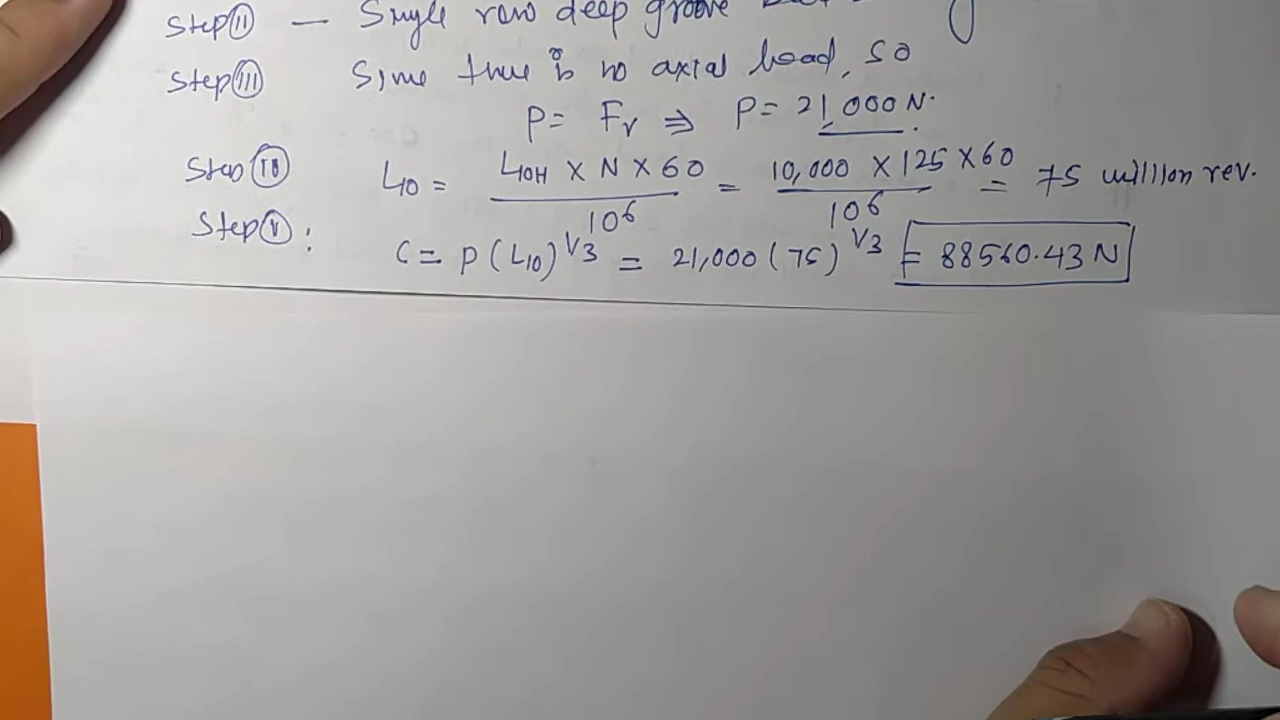 Step (II) — Single row deep groove
Step (III) Since there is no axial load, so
P = Fr ⇒ P = 21,000 N.
Step (IV) L10 = L10H × N × 60 / 10^6 = 10,000 × 125 × 60 / 10^6 = 75 million rev.
Step (V) : C = P (L10)^1/3 = 21,000 (75)^1/3 = 88560.43 N